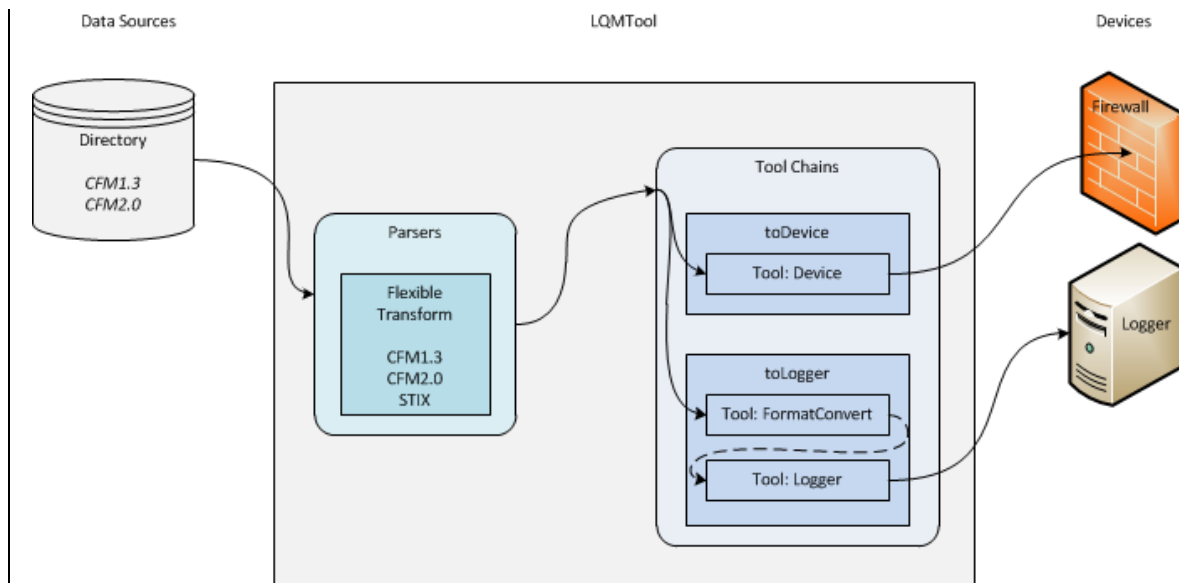 Data Sources
LQMTool
Devices
Directory
CFM1.3
CFM2.0
Parsers
Flexible
Transform
CFM1.3
CFM2.0
STIX
Tool Chains
toDevice
Tool: Device
toLogger
Tool: FormatConvert
Tool: Logger
Firewall
Logger